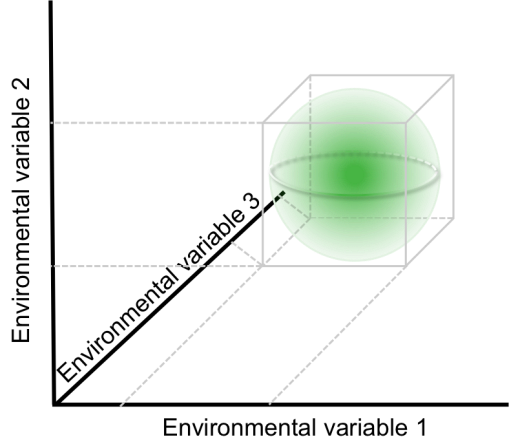 Environmental variable 2
Environmental variable 3
Environmental variable 1